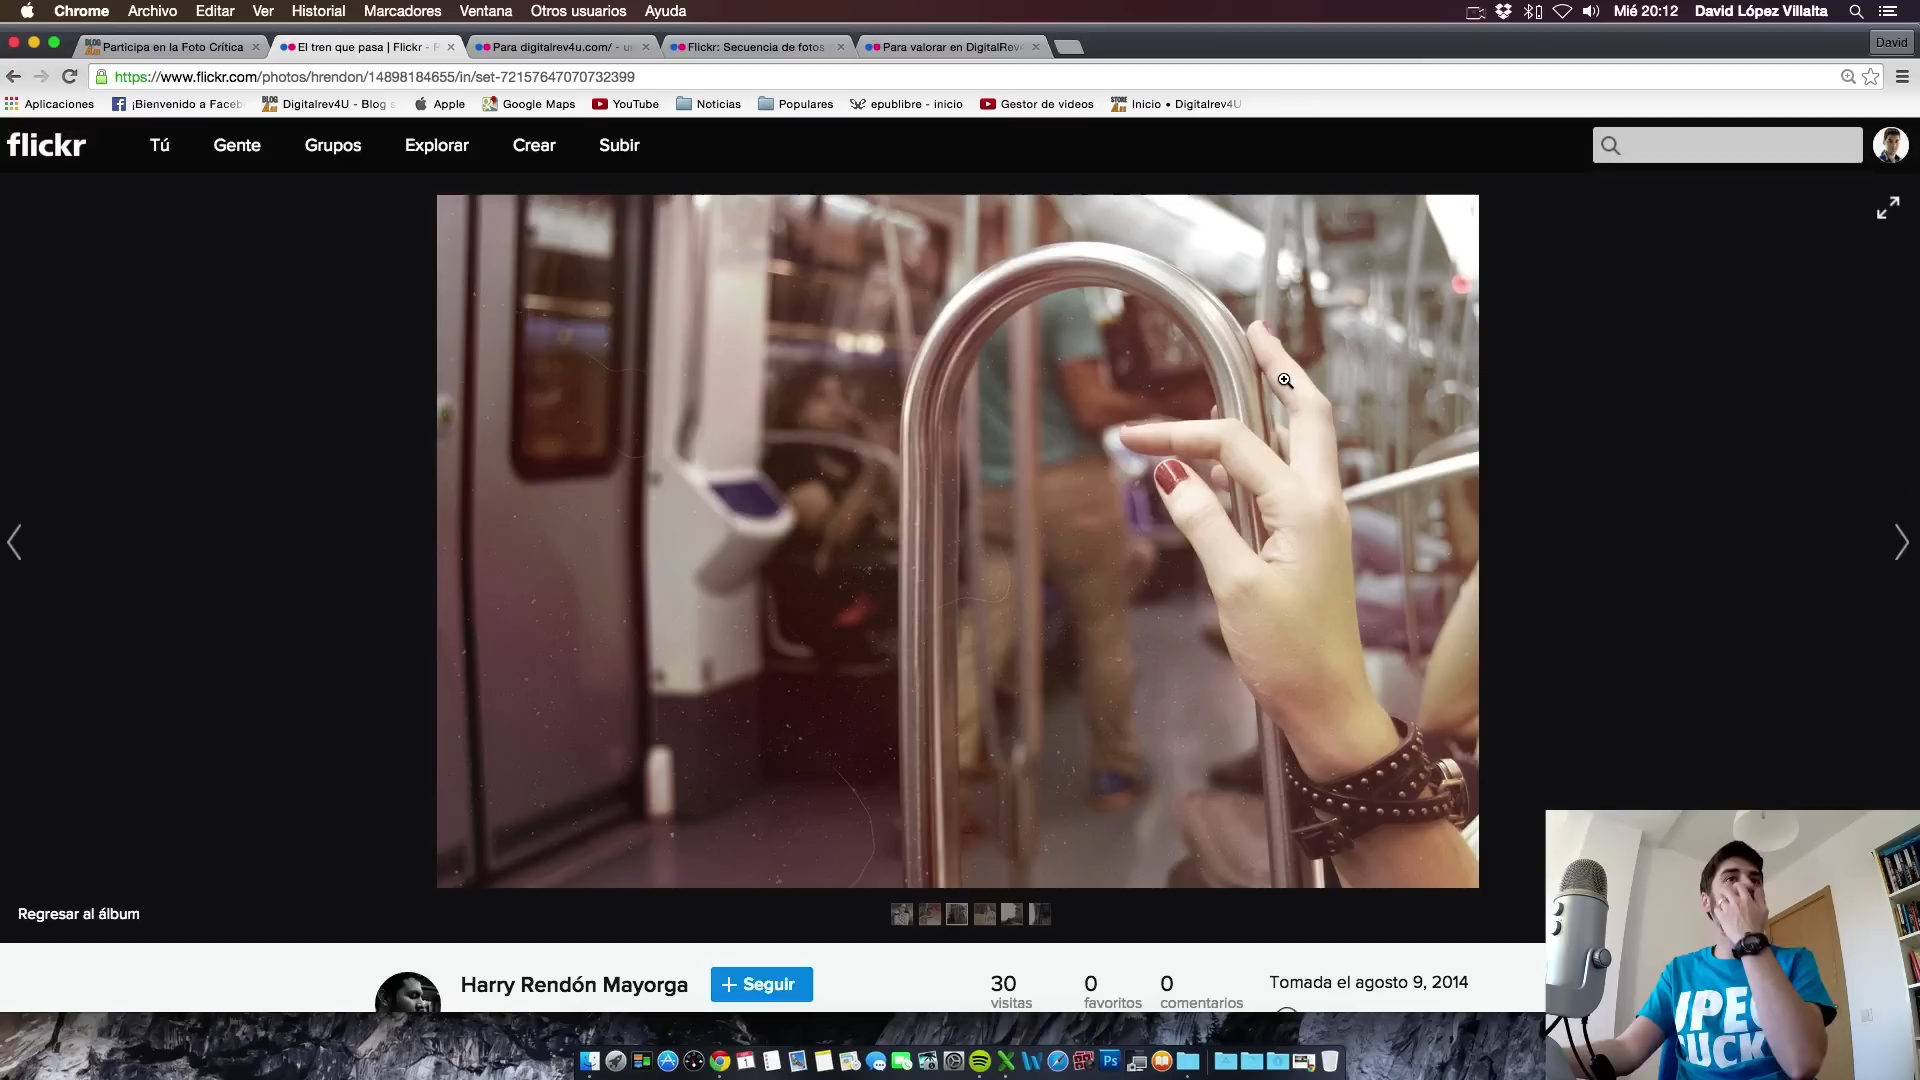 Chrome Archivo Editar Ver Historial Marcadores Ventana Otros usuarios Ayuda Mié 20:12 David López Villalta
Participa en la Foto Crítica El tren que pasa | Flickr - Para digitalrev4u.com/ - Flickr: Secuencia de fotos Para valorar en DigitalRev David
https://www.flickr.com/photos/hrendon/14898184655/in/set-72157647070732399
Aplicaciones ¡Bienvenido a Faceb Digitalrev4U - Blog Apple Google Maps YouTube Noticias Populares epublibre - inicio Gestor de videos Inicio • Digitalrev4U
flickr Tú Gente Grupos Explorar Crear Subir
Regresar al álbum
Harry Rendón Mayorga + Seguir 30 0 0 Tomada el agosto 9, 2014
visitas favoritos comentarios